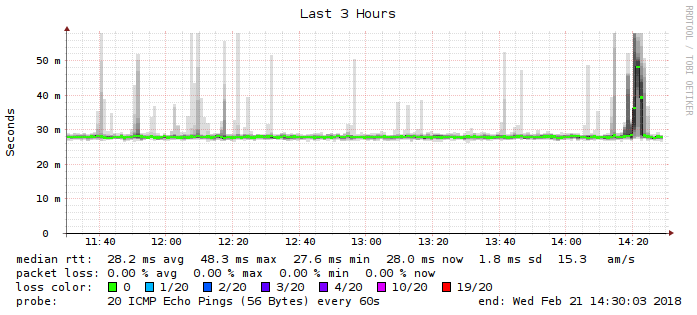 Last 3 Hours
RRDTOOL / TOBI OETIKER
Seconds
50 m
40 m
30 m
20 m
10 m
0
11:40 12:00 12:20 12:40 13:00 13:20 13:40 14:00 14:20
median rtt: 28.2 ms avg 48.3 ms max 27.6 ms min 28.0 ms now 1.8 ms sd 15.3 am/s
packet loss: 0.00 % avg 0.00 % max 0.00 % min 0.00 % now
loss color: 0 1/20 2/20 3/20 4/20 10/20 19/20
probe: 20 ICMP Echo Pings (56 Bytes) every 60s end: Wed Feb 21 14:30:03 2018